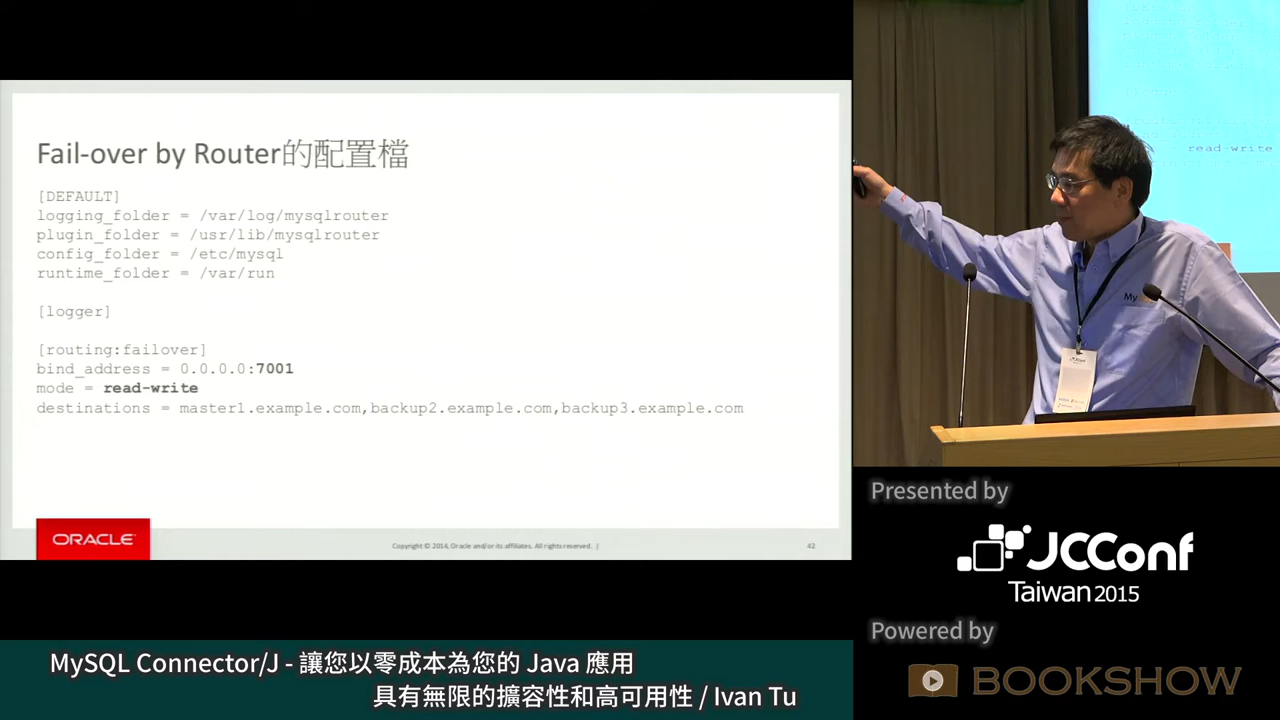 Fail-over by Router的配置檔
[DEFAULT]
logging_folder = /var/log/mysqlrouter
plugin_folder = /usr/lib/mysqlrouter
config_folder = /etc/mysql
runtime_folder = /var/run
[logger]
[routing:failover]
bind_address = 0.0.0.0:7001
mode = read-write
destinations = master1.example.com,backup2.example.com,backup3.example.com
ORACLE
Copyright © 2014, Oracle and/or its affiliates. All rights reserved. |
42
read-write
My
Presented by
JCConf
Taiwan 2015
Powered by
BOOKSHOW
MySQL Connector/J - 讓您以零成本為您的 Java 應用
具有無限的擴容性和高可用性 / Ivan Tu